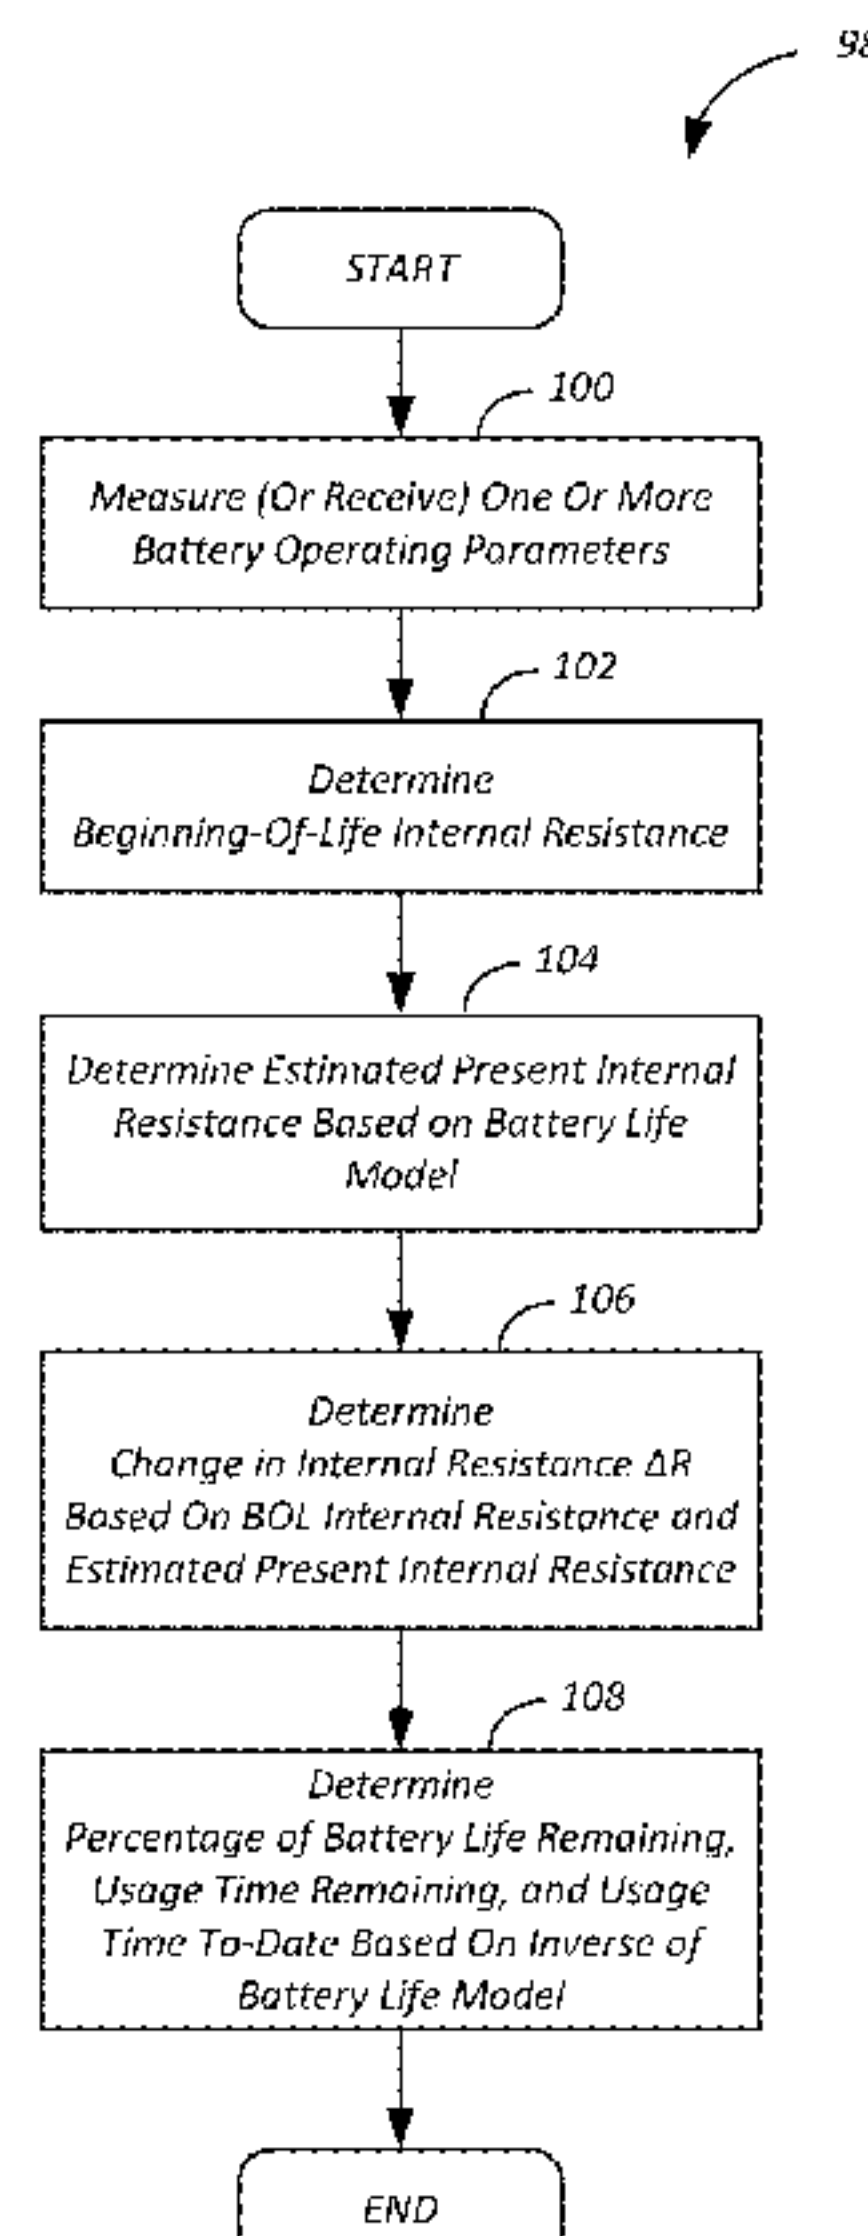 98
START
100
Measure (Or Receive) One Or More
Battery Operating Parameters
102
Determine
Beginning-Of-Life Internal Resistance
104
Determine Estimated Present Internal
Resistance Based on Battery Life
Model
106
Determine
Change in Internal Resistance ΔR
Based On BOL Internal Resistance and
Estimated Present Internal Resistance
108
Determine
Percentage of Battery Life Remaining,
Usage Time Remaining, and Usage
Time To-Date Based On Inverse of
Battery Life Model
END